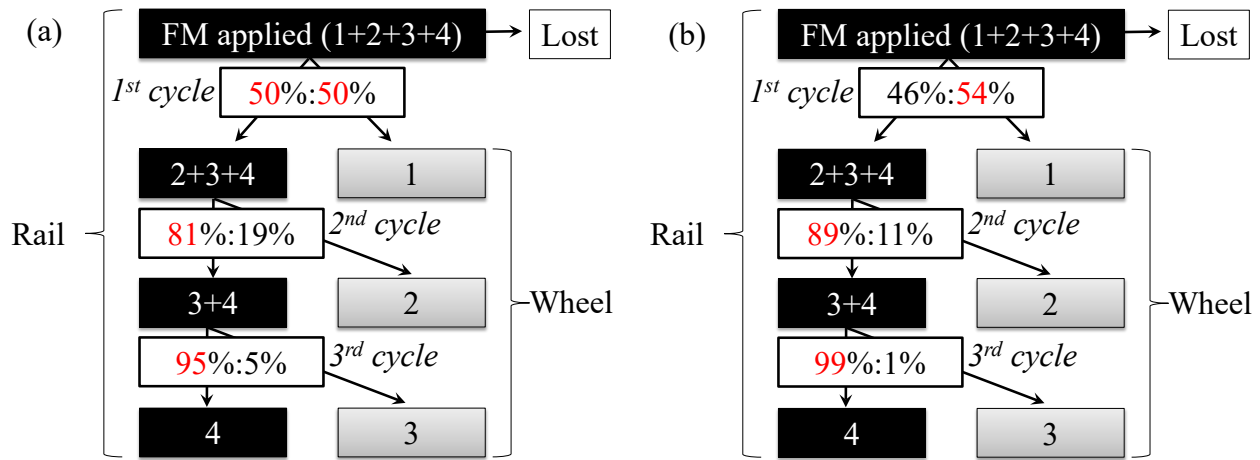 (a)
FM applied (1+2+3+4)
Lost
1st cycle
50%:50%
2+3+4
1
Rail
81%:19%
2nd cycle
3+4
2
Wheel
95%:5%
3rd cycle
4
3
(b)
FM applied (1+2+3+4)
Lost
1st cycle
46%:54%
2+3+4
1
Rail
89%:11%
2nd cycle
3+4
2
Wheel
99%:1%
3rd cycle
4
3